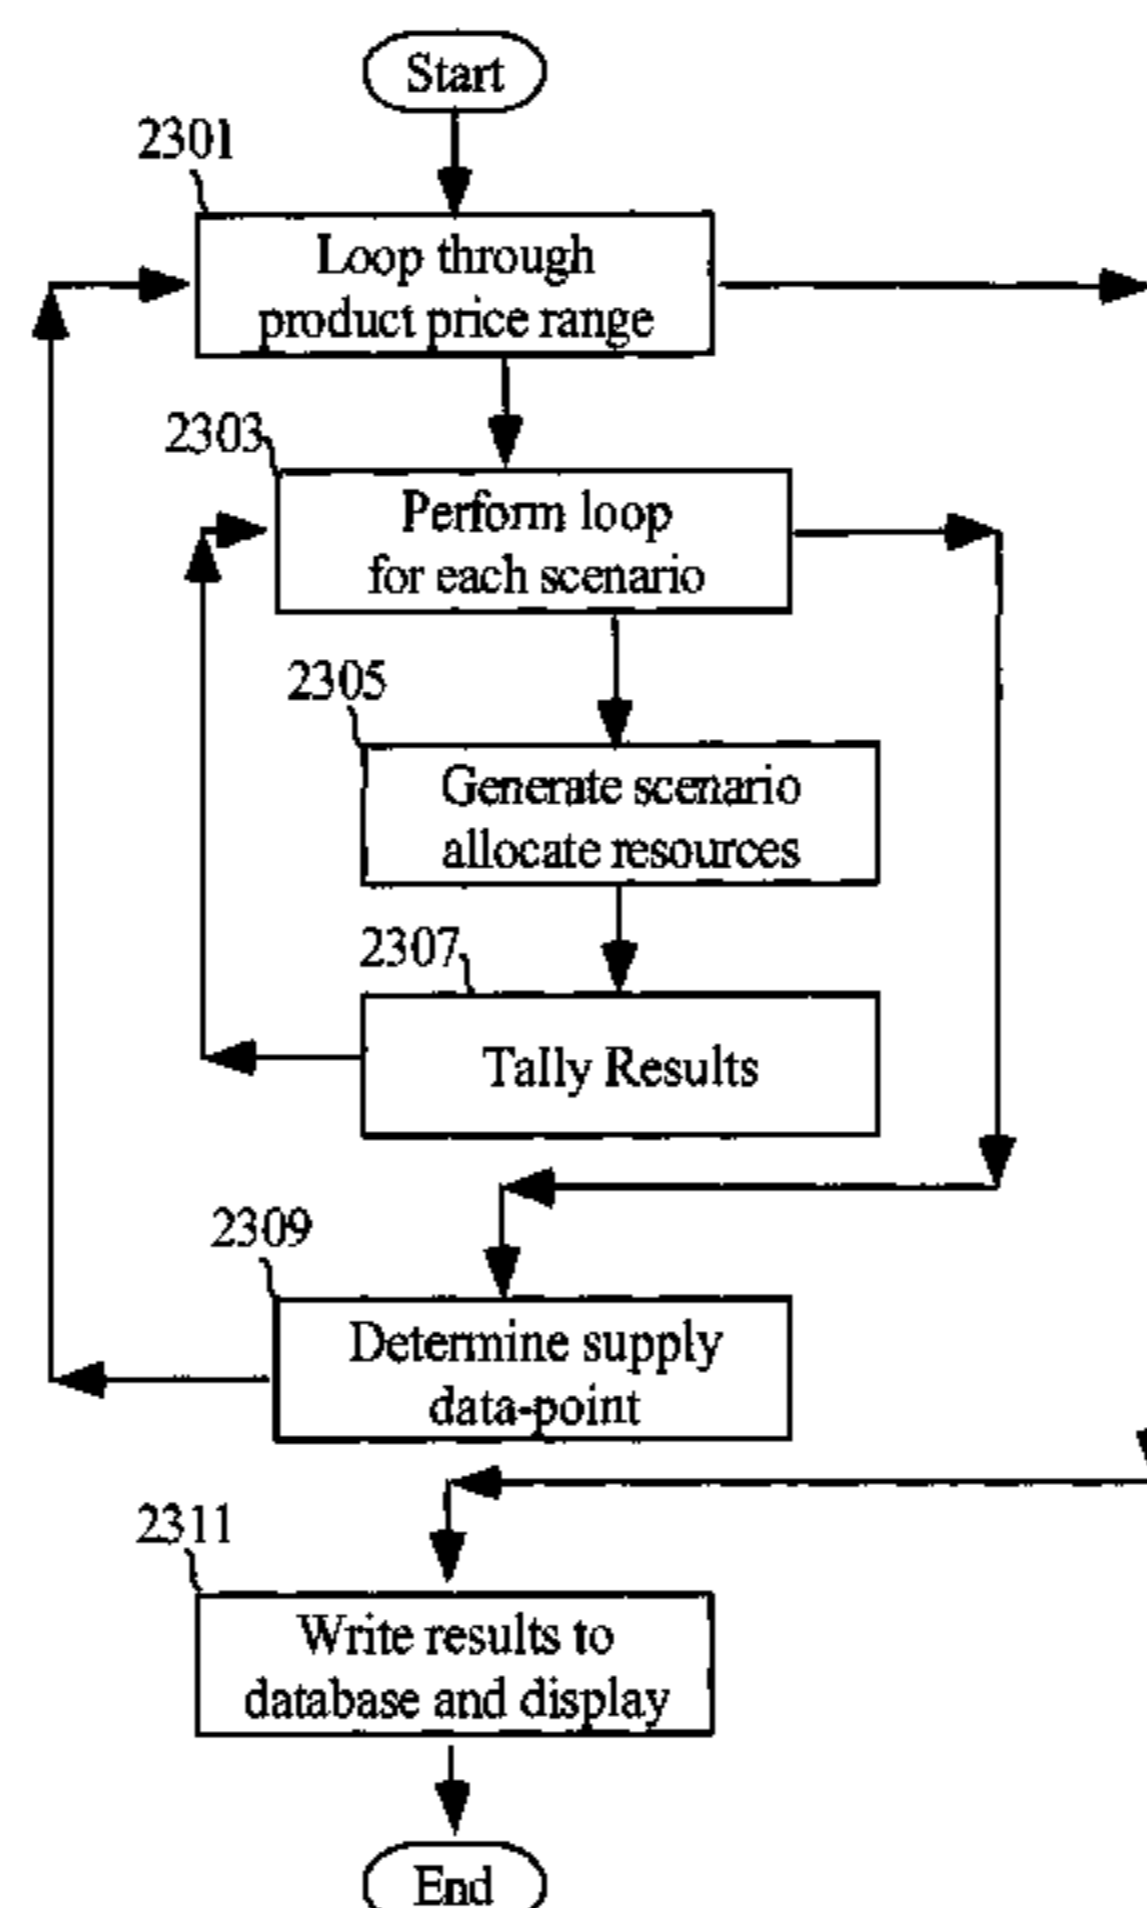 Start
2301
Loop through
product price range
2303
Perform loop
for each scenario
2305
Generate scenario
allocate resources
2307
Tally Results
2309
Determine supply
data-point
2311
Write results to
database and display
End